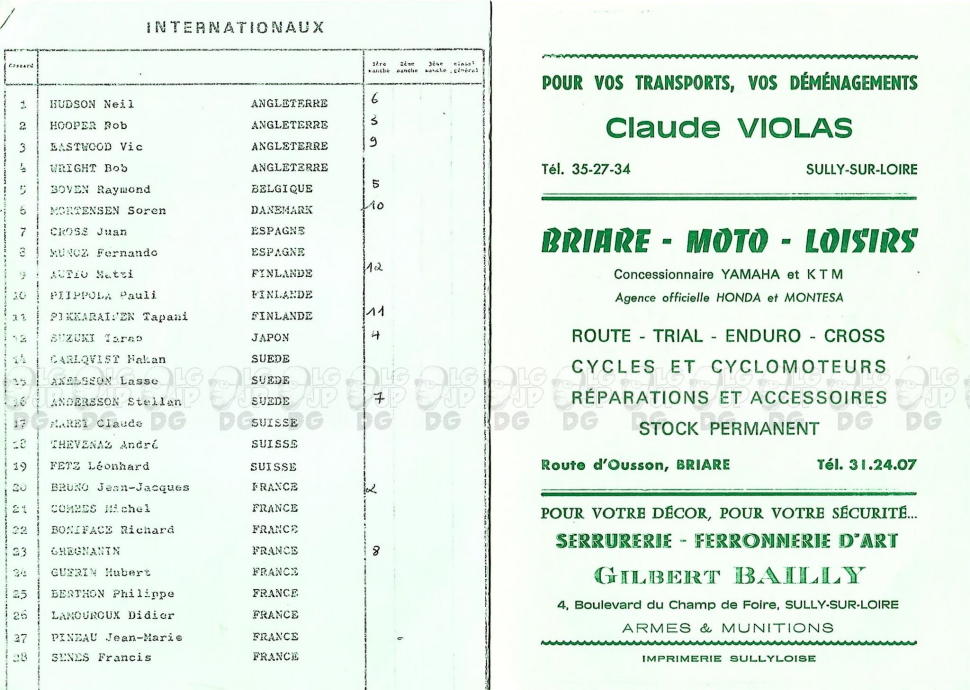 INTERNATIONAUX
Dossard 1ère manche 2ème manche 3ème manche classt général
1 HUDSON Neil ANGLETERRE 6
2 HOOPER Rob ANGLETERRE 3
3 EASTWOOD Vic ANGLETERRE 9
4 WRIGHT Bob ANGLETERRE
5 BOVEN Raymond BELGIQUE 5
6 MORTENSEN Soren DANEMARK 10
7 CROSS Juan ESPAGNE
8 MUNOZ Fernando ESPAGNE
9 AUTIO Matti FINLANDE 12
10 PIIPPOLA Pauli FINLANDE
11 PIKKARAINEN Tapani FINLANDE 11
12 SUZUKI Tarao JAPON 4
14 CARLQVIST Hakan SUEDE
15 AXELSSON Lasse SUEDE
16 ANDERSSON Stellan SUEDE 7
17 MARET Claude SUISSE
18 THEVENAZ André SUISSE
19 FETZ Léonhard SUISSE
20 BRUNO Jean-Jacques FRANCE 2
21 COMBES Michel FRANCE
22 BONIFACE Richard FRANCE
23 GREGNANIN FRANCE 8
24 GUERIN Hubert FRANCE
25 BERTHON Philippe FRANCE
26 LAMOUROUX Didier FRANCE
27 PINEAU Jean-Marie FRANCE
28 SENES Francis FRANCE
POUR VOS TRANSPORTS, VOS DÉMÉNAGEMENTS
Claude VIOLAS
Tél. 35-27-34 SULLY-SUR-LOIRE
BRIARE - MOTO - LOISIRS
Concessionnaire YAMAHA et KTM
Agence officielle HONDA et MONTESA
ROUTE - TRIAL - ENDURO - CROSS
CYCLES ET CYCLOMOTEURS
RÉPARATIONS ET ACCESSOIRES
STOCK PERMANENT
Route d'Ousson, BRIARE Tél. 31.24.07
POUR VOTRE DÉCOR, POUR VOTRE SÉCURITÉ...
SERRURERIE - FERRONNERIE D'ART
GILBERT BAILLY
4, Boulevard du Champ de Foire, SULLY-SUR-LOIRE
ARMES & MUNITIONS
IMPRIMERIE SULLYLOISE